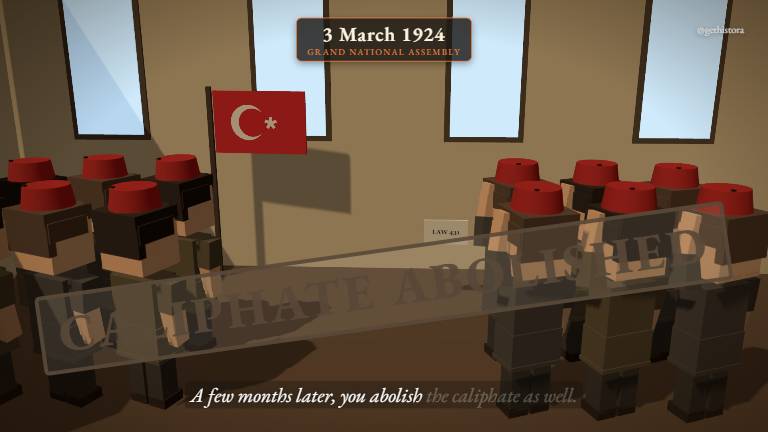 3 March 1924
GRAND NATIONAL ASSEMBLY
@gethistora
LAW 431
CALIPHATE ABOLISHED
A few months later, you abolish the caliphate as well.